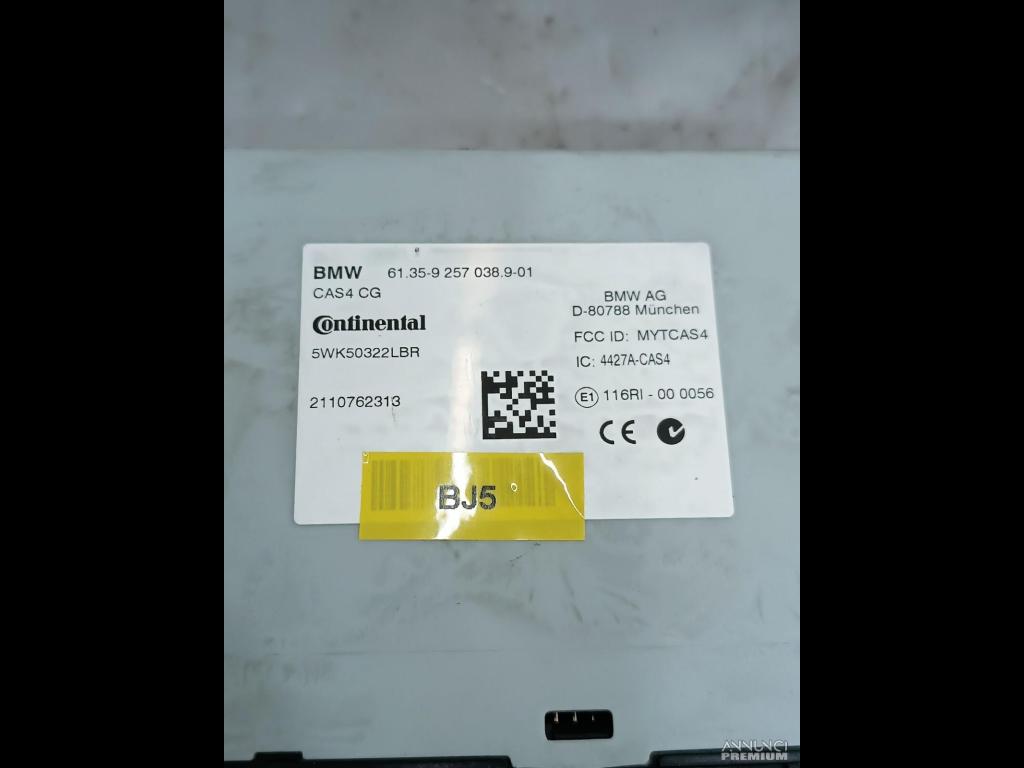 BMW 61.35-9 257 038.9-01
CAS4 CG
Continental
5WK50322LBR
2110762313
BMW AG
D-80788 München
FCC ID: MYTCAS4
IC: 4427A-CAS4
E1 116RI - 00 0056
CE
BJ5
ANNUNCI
PREMIUM